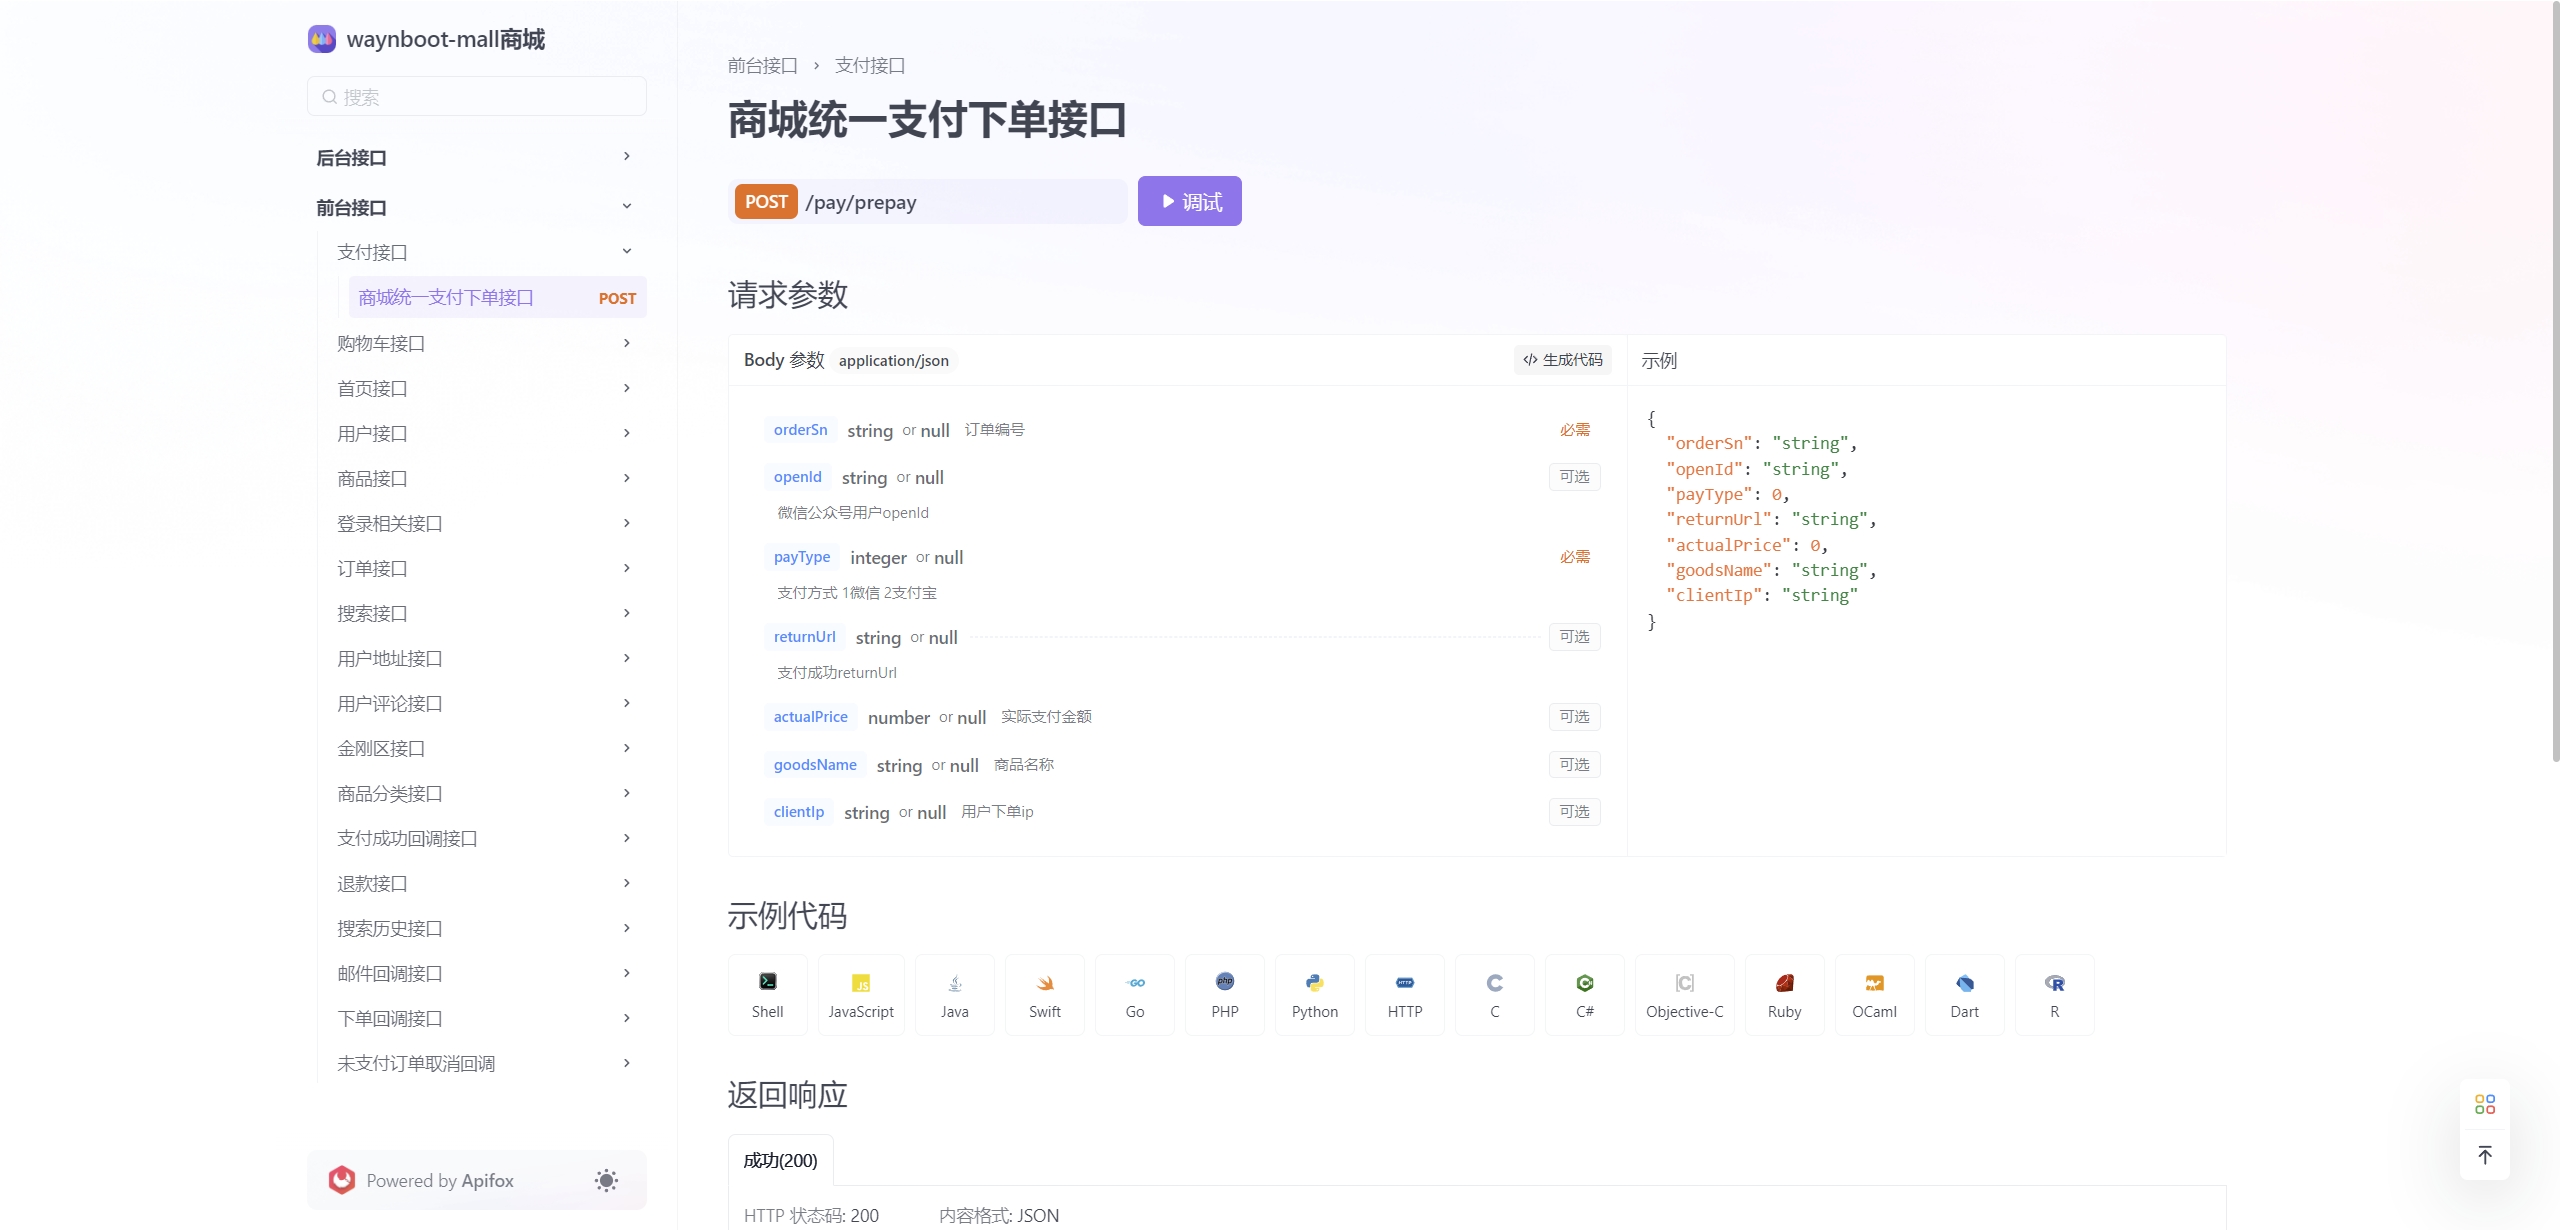 waynboot-mall商城
搜索
后台接口
前台接口
支付接口
商城统一支付下单接口 POST
购物车接口
首页接口
用户接口
商品接口
登录相关接口
订单接口
搜索接口
用户地址接口
用户评论接口
金刚区接口
商品分类接口
支付成功回调接口
退款接口
搜索历史接口
邮件回调接口
下单回调接口
未支付订单取消回调
Powered by Apifox
前台接口 › 支付接口
商城统一支付下单接口
POST /pay/prepay 调试
请求参数
Body 参数 application/json </> 生成代码
orderSn string or null 订单编号 必需
openId string or null 可选
微信公众号用户openId
payType integer or null 必需
支付方式 1微信 2支付宝
returnUrl string or null 可选
支付成功returnUrl
actualPrice number or null 实际支付金额 可选
goodsName string or null 商品名称 可选
clientIp string or null 用户下单ip 可选
示例
{
"orderSn": "string",
"openId": "string",
"payType": 0,
"returnUrl": "string",
"actualPrice": 0,
"goodsName": "string",
"clientIp": "string"
}
示例代码
Shell JavaScript Java Swift Go PHP Python HTTP C C# Objective-C Ruby OCaml Dart R
返回响应
成功(200)
HTTP 状态码: 200 内容格式: JSON